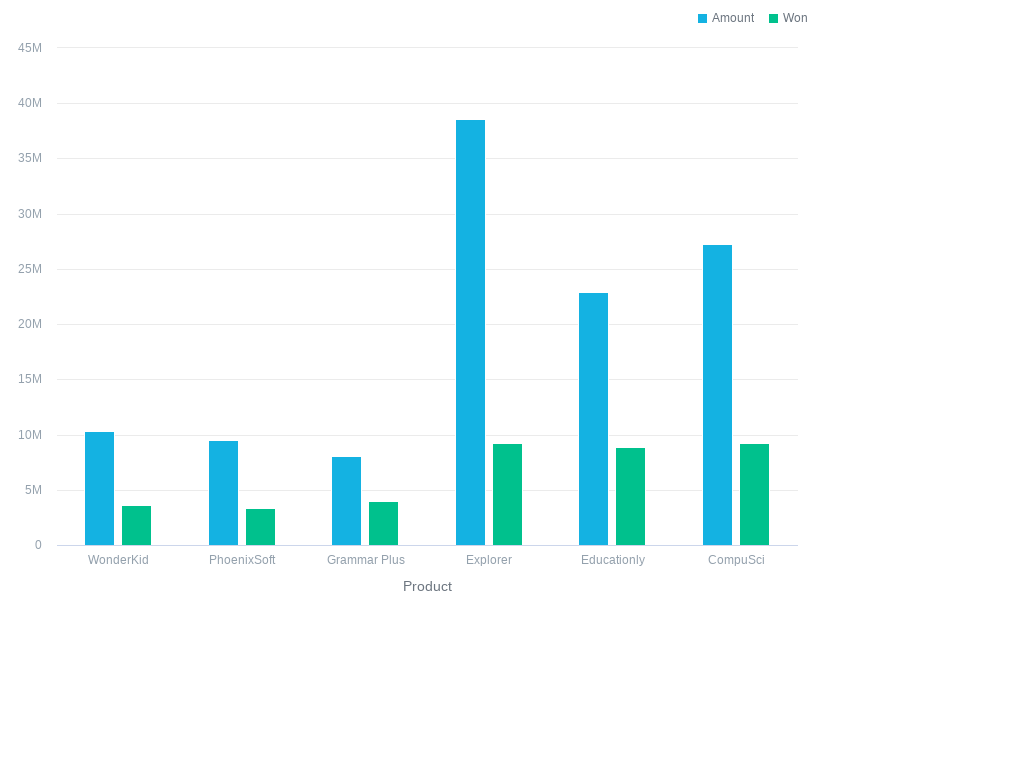 Amount Won
45M
40M
35M
30M
25M
20M
15M
10M
5M
0
WonderKid PhoenixSoft Grammar Plus Explorer Educationly CompuSci
Product